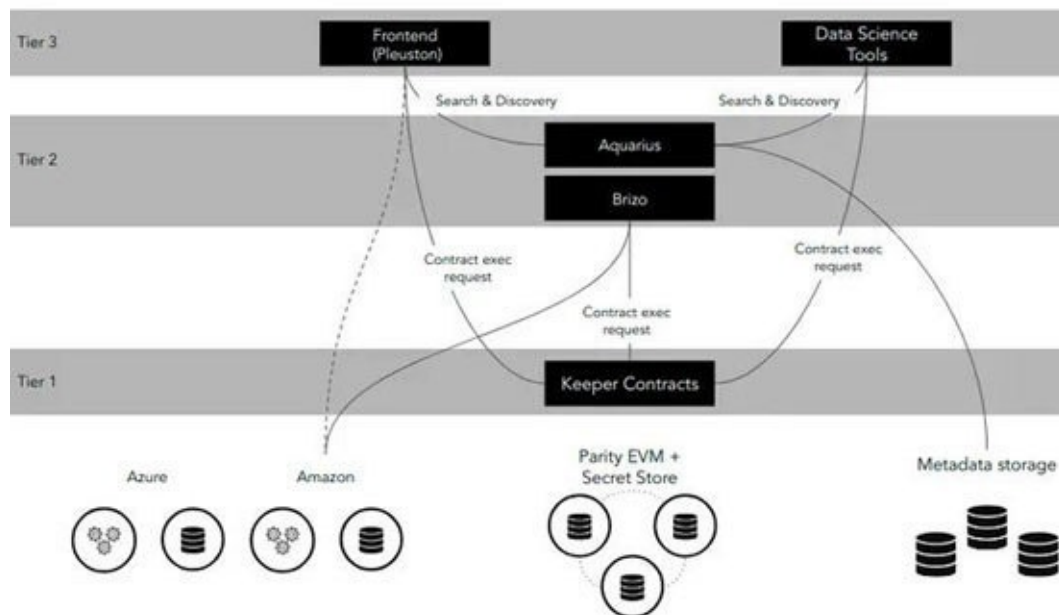 Tier 3
Frontend
(Pleuston)
Data Science
Tools
Search & Discovery
Search & Discovery
Tier 2
Aquarius
Brizo
Contract exec
request
Contract exec
request
Contract exec
request
Tier 1
Keeper Contracts
Azure
Amazon
Parity EVM +
Secret Store
Metadata storage